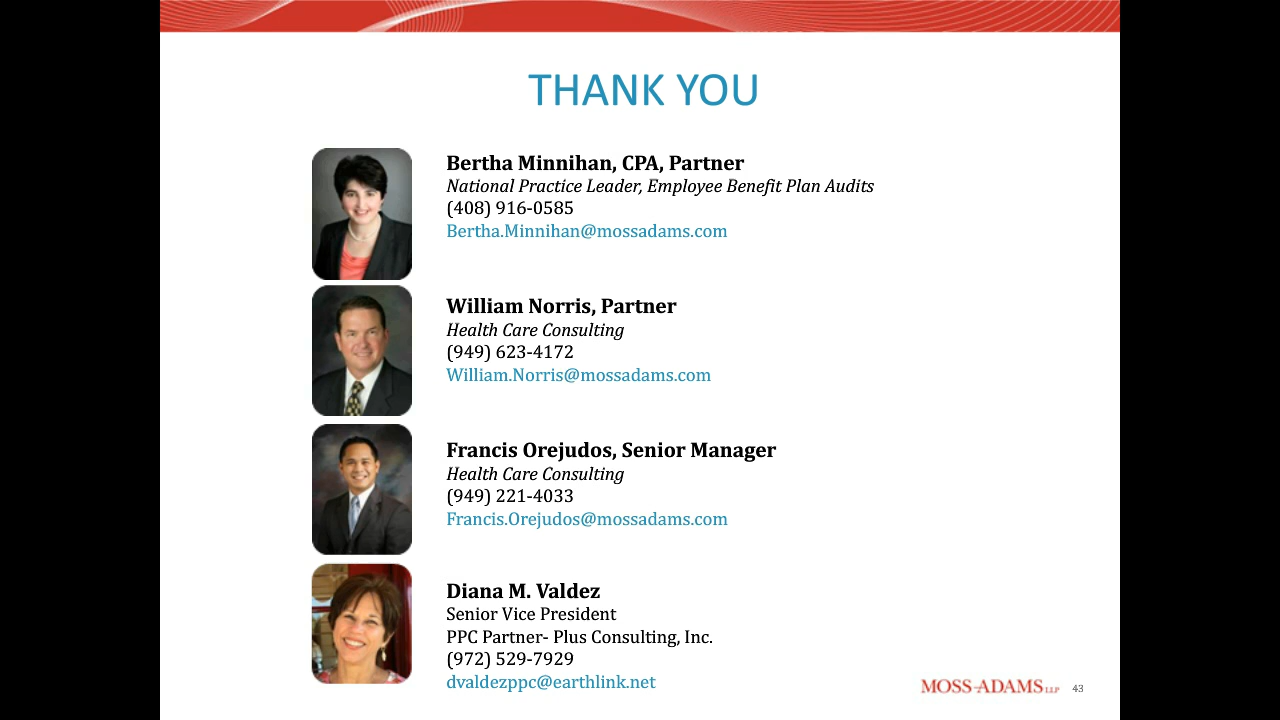 THANK YOU
Bertha Minnihan, CPA, Partner
National Practice Leader, Employee Benefit Plan Audits
(408) 916-0585
Bertha.Minnihan@mossadams.com
William Norris, Partner
Health Care Consulting
(949) 623-4172
William.Norris@mossadams.com
Francis Orejudos, Senior Manager
Health Care Consulting
(949) 221-4033
Francis.Orejudos@mossadams.com
Diana M. Valdez
Senior Vice President
PPC Partner- Plus Consulting, Inc.
(972) 529-7929
dvaldezppc@earthlink.net
MOSS-ADAMS LLP 43